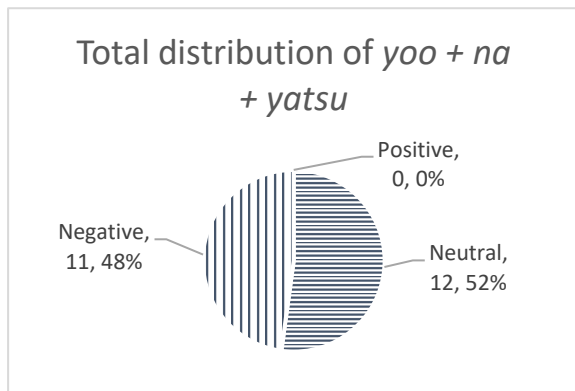 Total distribution of yoo + na
+ yatsu
Positive,
0, 0%
Negative,
11, 48%
Neutral,
12, 52%